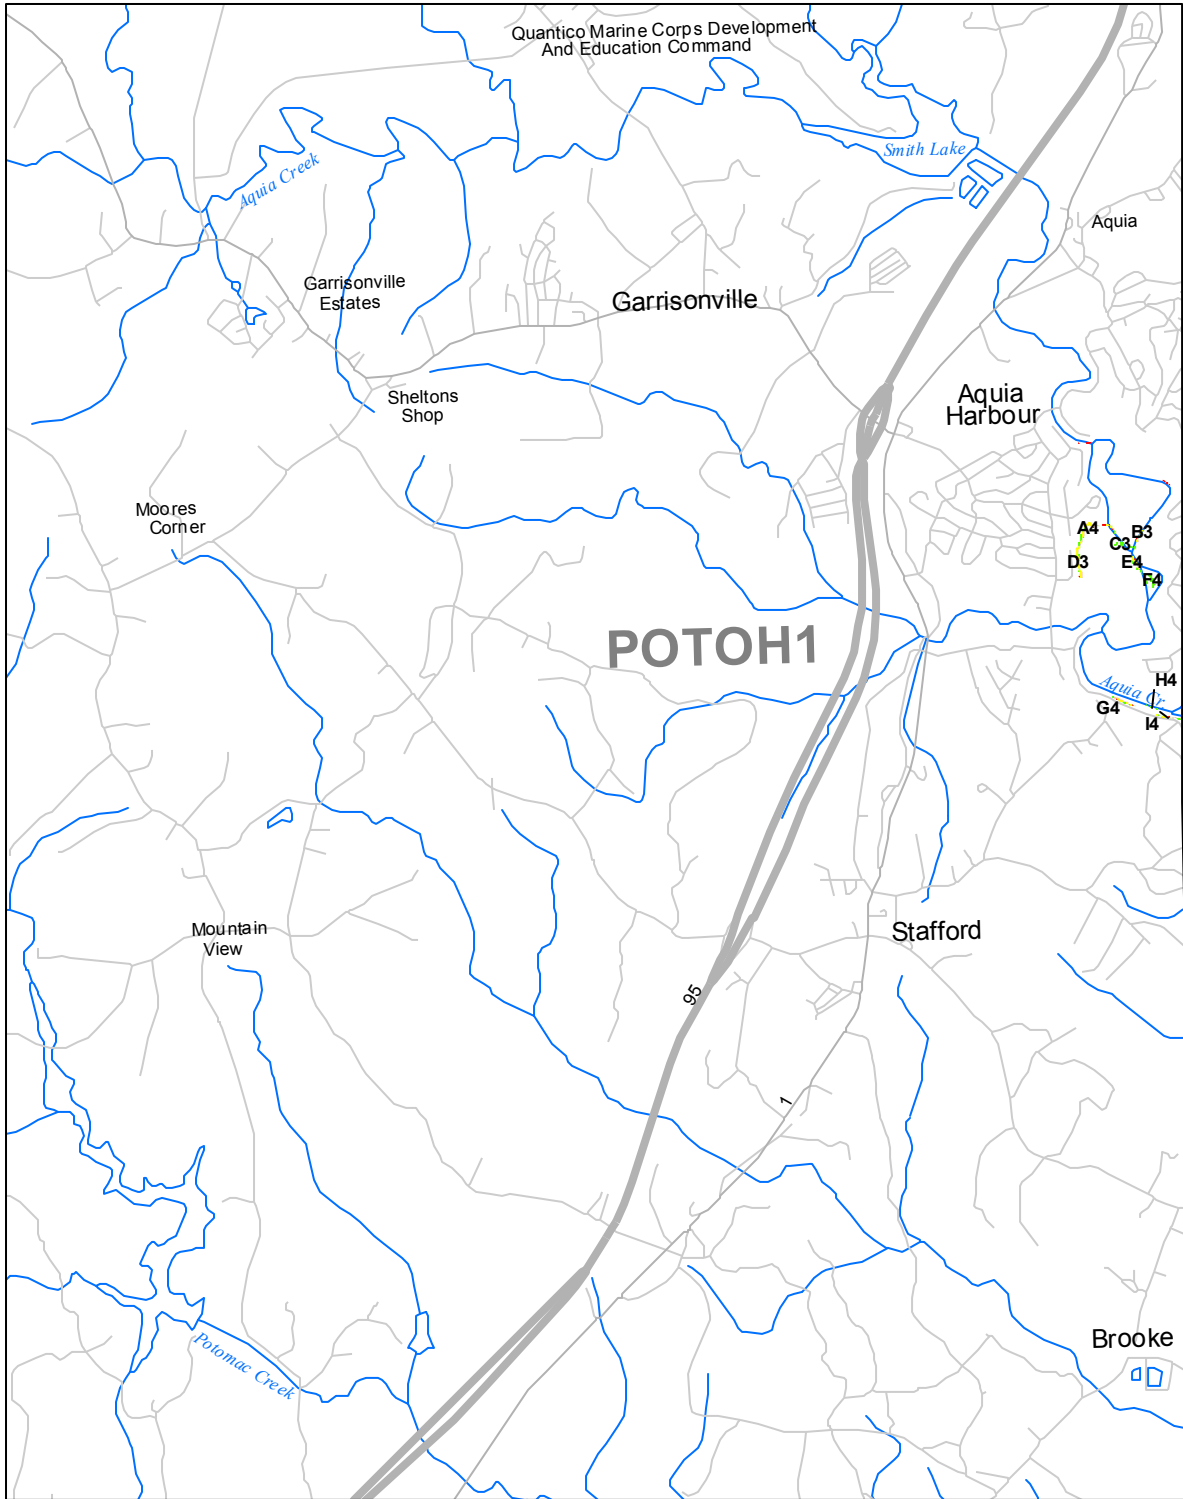 Quantico Marine Corps Development
And Education Command
Smith Lake
Aquia Creek
Aquia
Garrisonville
Estates
Garrisonville
Sheltons
Shop
Aquia
Harbour
Moores
Corner
A4
B3
C3
D3
E4
F4
POTOH1
H4
Aquia Cr
G4
I4
Mountain
View
Stafford
95
1
Brooke
Potomac Creek